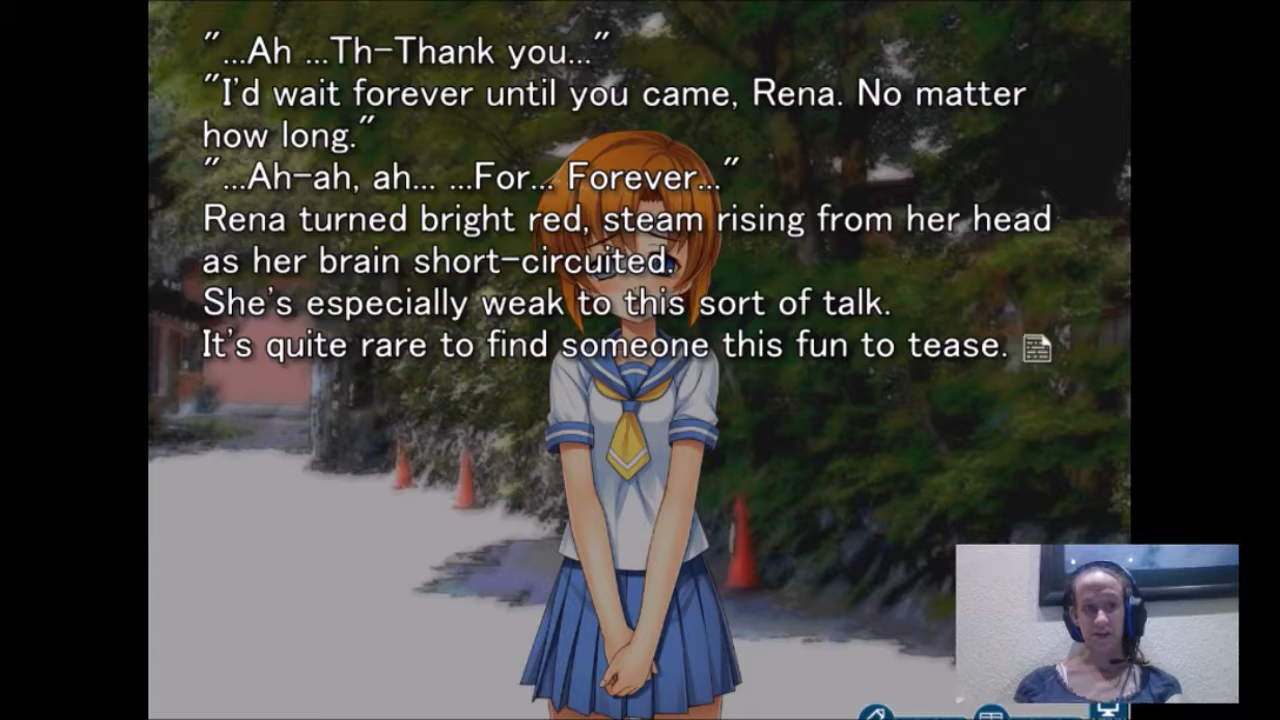 "...Ah ...Th-Thank you..."
"I'd wait forever until you came, Rena. No matter
how long."
"...Ah-ah, ah... ...For... Forever..."
Rena turned bright red, steam rising from her head
as her brain short-circuited.
She's especially weak to this sort of talk.
It's quite rare to find someone this fun to tease.